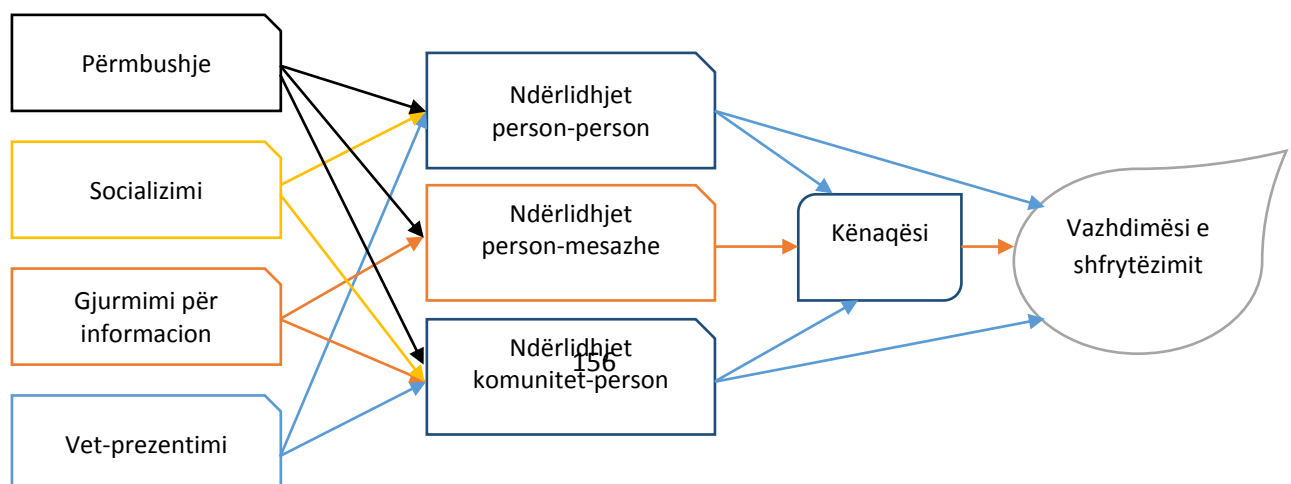 Përmbushje
Socializimi
Gjurmimi për
informacion
Vet-prezentimi
Ndërlidhjet
person-person
Ndërlidhjet
person-mesazhe
Ndërlidhjet
komunitet-person
156
Kënaqësi
Vazhdimësi e
shfrytëzimit